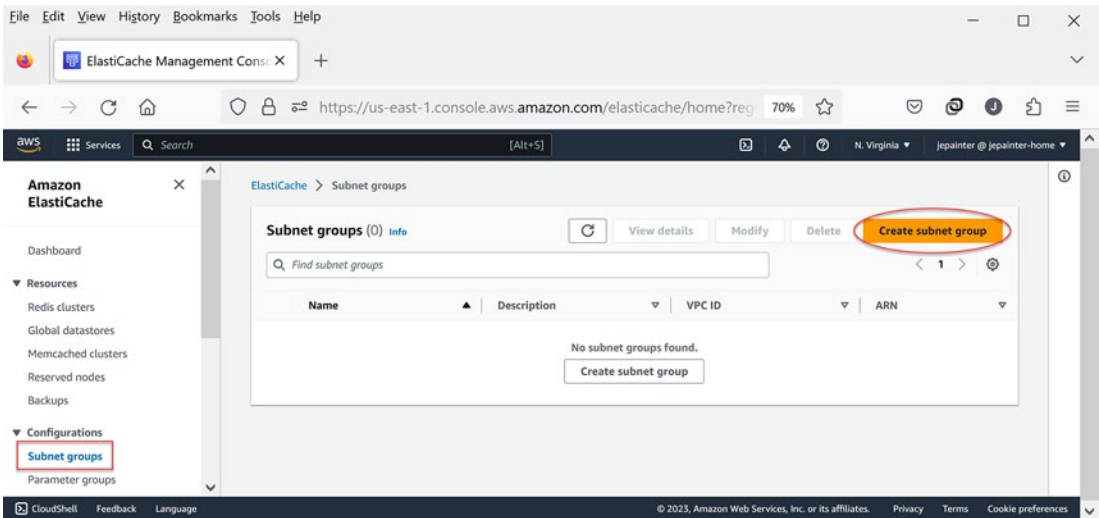 File Edit View History Bookmarks Tools Help
ElastiCache Management Consc
https://us-east-1.console.aws.amazon.com/elasticache/home?reg 70%
aws Services Search [Alt+S] N. Virginia jepainter @ jepainter-home
Amazon
ElastiCache
Dashboard
Resources
Redis clusters
Global datastores
Memcached clusters
Reserved nodes
Backups
Configurations
Subnet groups
Parameter groups
ElastiCache > Subnet groups
Subnet groups (0) Info View details Modify Delete Create subnet group
Find subnet groups < 1 >
Name Description VPC ID ARN
No subnet groups found.
Create subnet group
CloudShell Feedback Language © 2023, Amazon Web Services, Inc. or its affiliates. Privacy Terms Cookie preferences